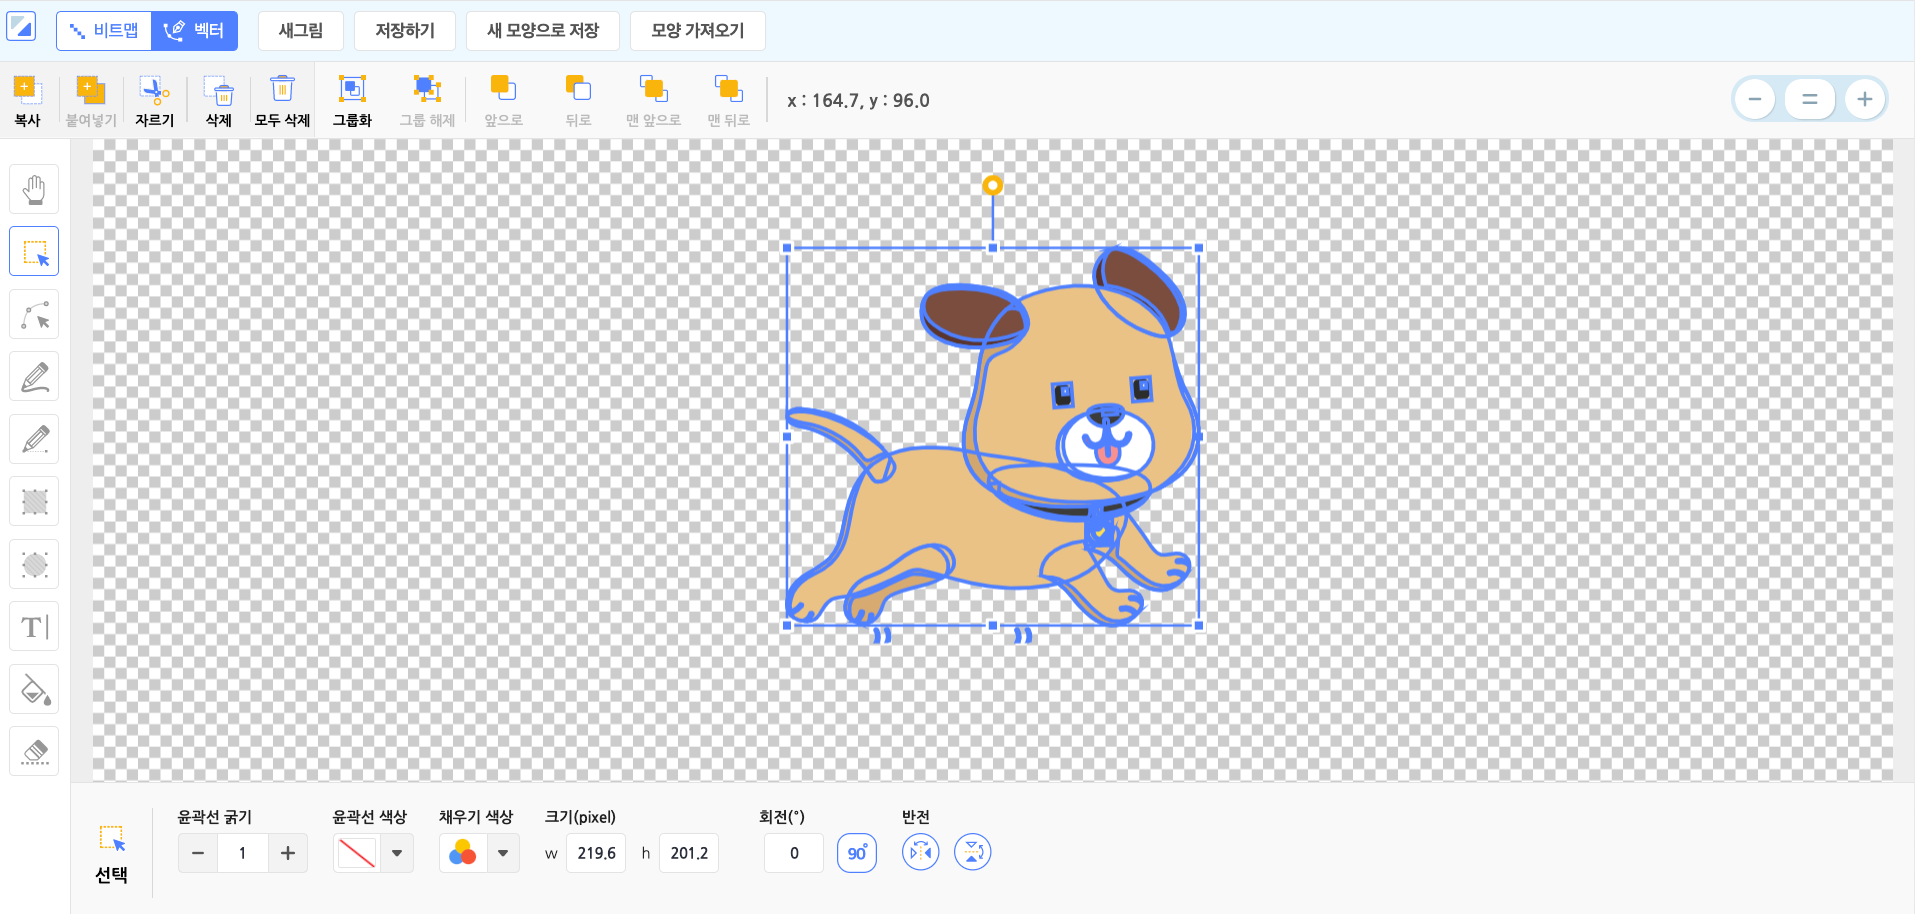 비트맵 벡터 새그림 저장하기 새 모양으로 저장 모양 가져오기
복사 붙여넣기 자르기 삭제 모두 삭제 그룹화 그룹 해제 앞으로 뒤로 맨 앞으로 맨 뒤로 x : 164.7, y : 96.0
T
윤곽선 굵기 윤곽선 색상 채우기 색상 크기(pixel) 회전(°) 반전
1 w 219.6 h 201.2 0 90°
선택